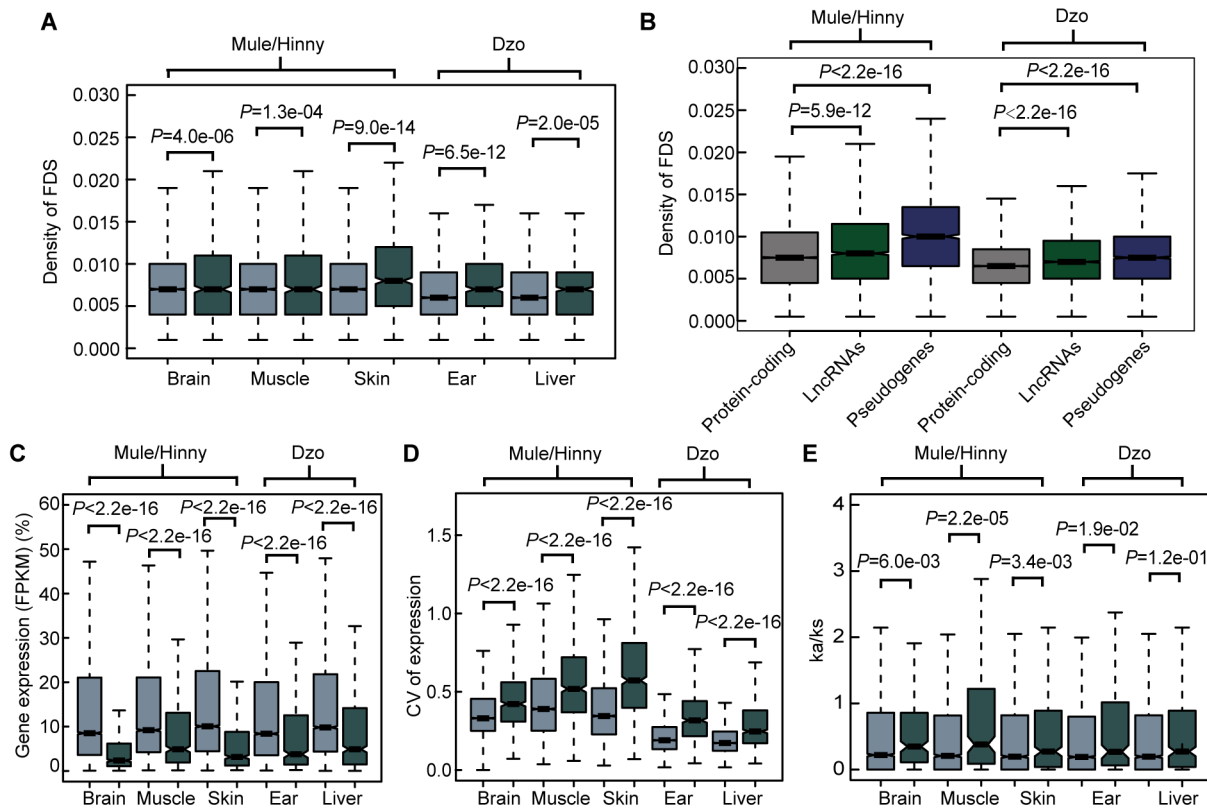 A
Mule/Hinny
Dzo
Density of FDS
0.030
0.025
0.020
0.015
0.010
0.005
0.000
P=4.0e-06
P=1.3e-04
P=9.0e-14
P=6.5e-12
P=2.0e-05
Brain
Muscle
Skin
Ear
Liver
B
Mule/Hinny
Dzo
Density of FDS
0.030
0.025
0.020
0.015
0.010
0.005
0.000
P<2.2e-16
P<2.2e-16
P=5.9e-12
P<2.2e-16
Protein-coding
LncRNAs
Pseudogenes
Protein-coding
LncRNAs
Pseudogenes
C
Mule/Hinny
Dzo
Gene expression (FPKM) (%)
60
50
40
30
20
10
0
P<2.2e-16
P<2.2e-16
P<2.2e-16
P<2.2e-16
P<2.2e-16
Brain
Muscle
Skin
Ear
Liver
D
Mule/Hinny
Dzo
CV of expression
1.5
1.0
0.5
0.0
P<2.2e-16
P<2.2e-16
P<2.2e-16
P<2.2e-16
P<2.2e-16
Brain
Muscle
Skin
Ear
Liver
E
Mule/Hinny
Dzo
ka/ks
4
3
2
1
0
P=6.0e-03
P=2.2e-05
P=3.4e-03
P=1.9e-02
P=1.2e-01
Brain
Muscle
Skin
Ear
Liver